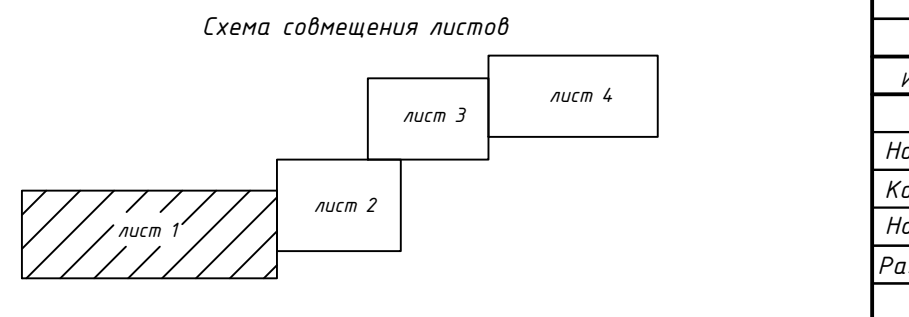 Схема совмещения листов
лист 4
лист 3
лист 2
лист 1